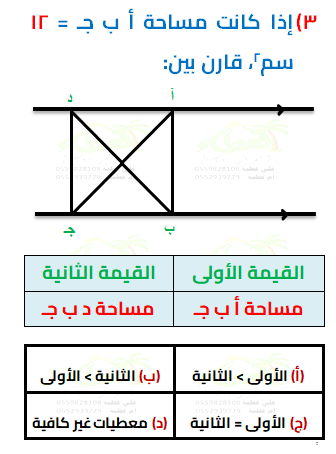 ٣) إذا كانت مساحة أ ب جـ = ١٢
سم٢، قارن بين:
د أ
جـ ب
القيمة الأولى القيمة الثانية
مساحة أ ب جـ مساحة د ب جـ
(أ) الأولى > الثانية (ب) الثانية > الأولى
(ج) الأولى = الثانية (د) معطيات غير كافية